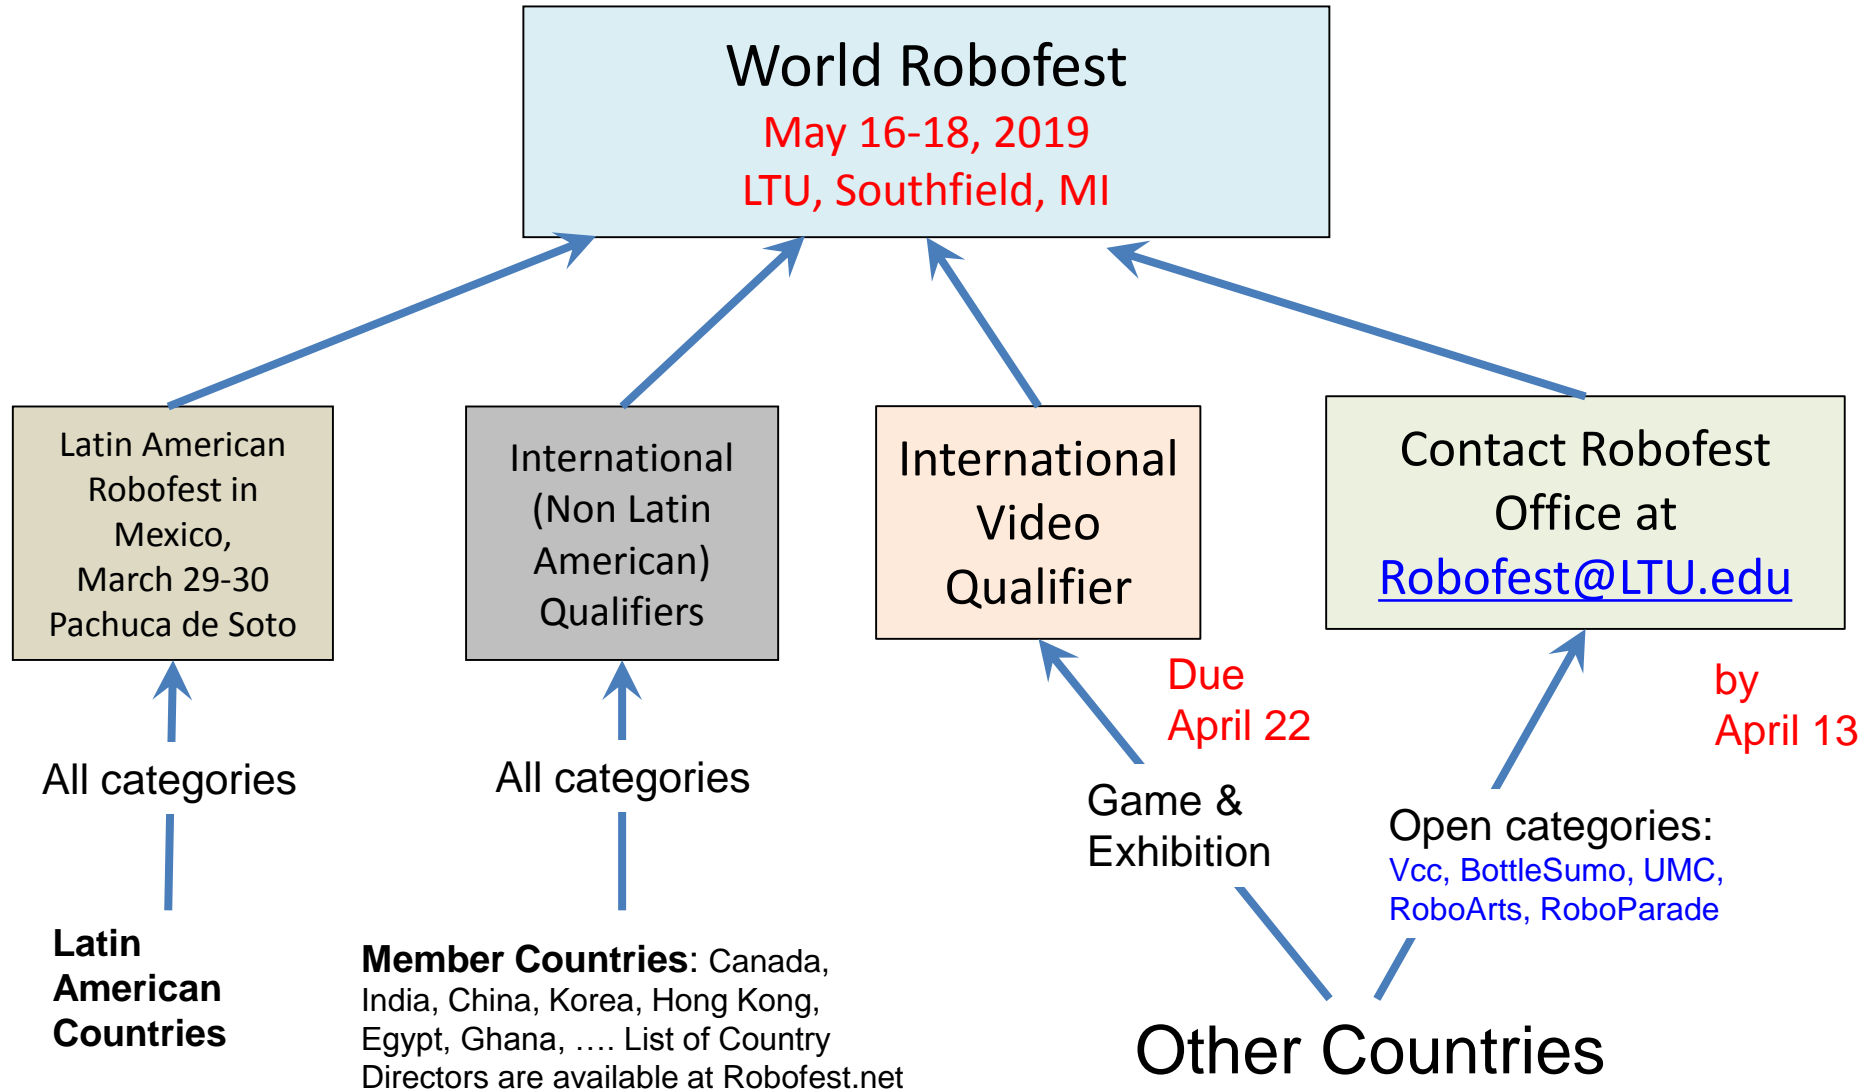 World Robofest
May 16-18, 2019
LTU, Southfield, MI
Latin American
Robofest in
Mexico,
March 29-30
Pachuca de Soto
International
(Non Latin
American)
Qualifiers
International
Video
Qualifier
Contact Robofest
Office at
Robofest@LTU.edu
Due
April 22
by
April 13
All categories
All categories
Game &
Exhibition
Open categories:
Vcc, BottleSumo, UMC,
RoboArts, RoboParade
Latin
American
Countries
Member Countries: Canada,
India, China, Korea, Hong Kong,
Egypt, Ghana, …. List of Country
Directors are available at Robofest.net
Other Countries